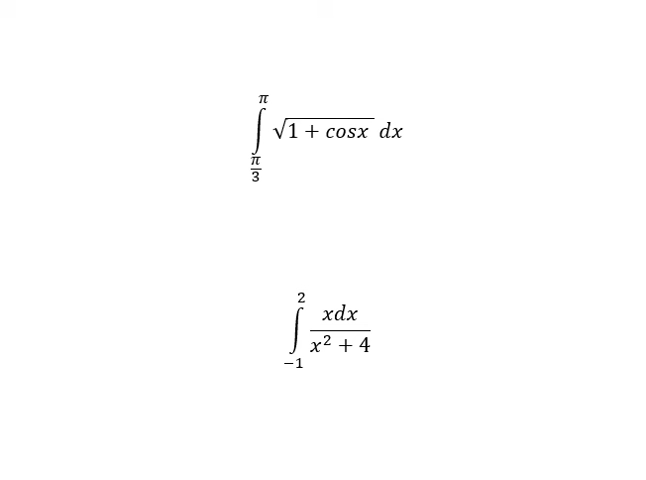 ∫_{π/3}^{π} √(1 + cosx) dx
∫_{−1}^{2} xdx/(x² + 4)